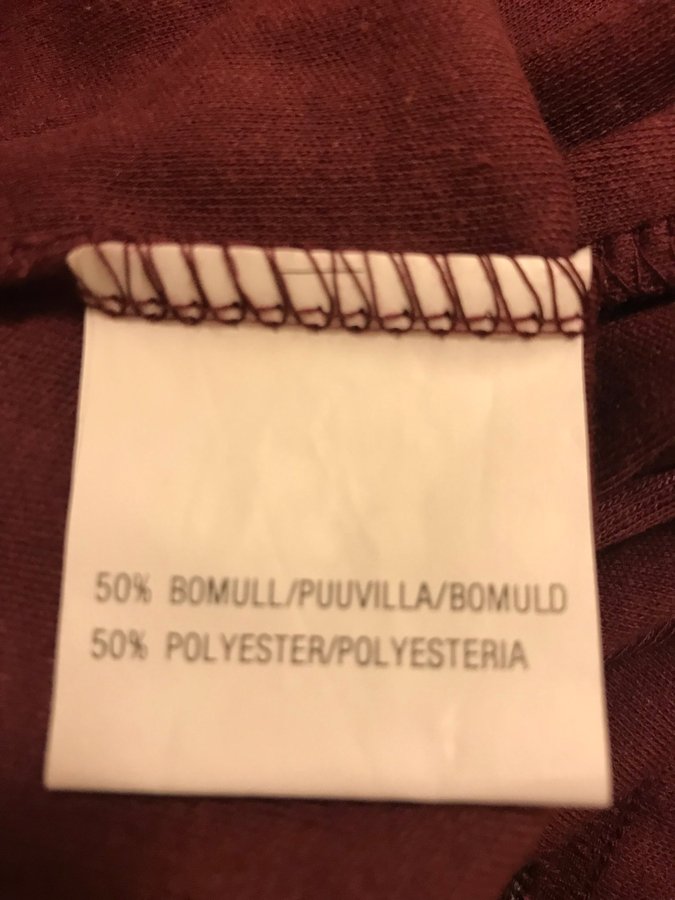 50% BOMULL/PUUVILLA/BOMULD
50% POLYESTER/POLYESTERIA